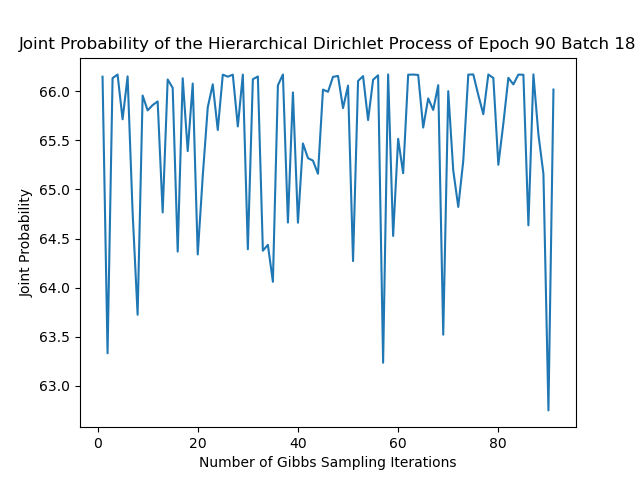 Joint Probability of the Hierarchical Dirichlet Process of Epoch 90 Batch 18
66.0
65.5
65.0
64.5
64.0
63.5
63.0
Joint Probability
0 20 40 60 80
Number of Gibbs Sampling Iterations